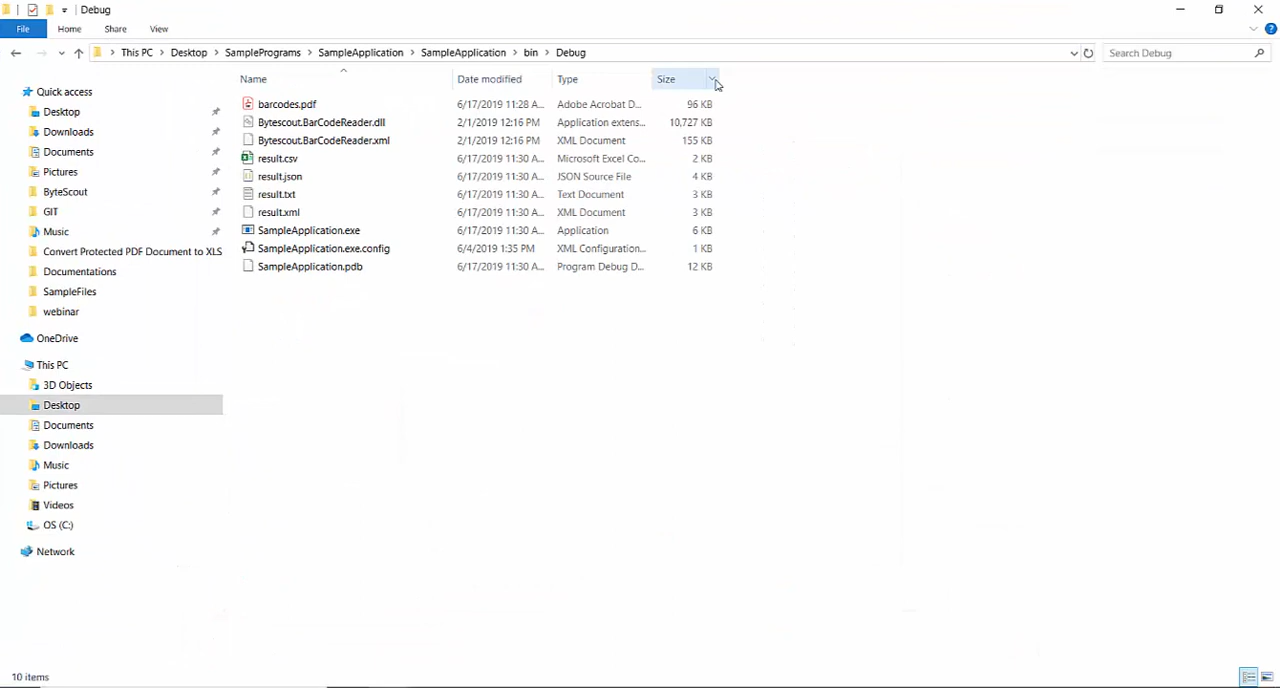 Debug
File Home Share View
This PC > Desktop > SamplePrograms > SampleApplication > SampleApplication > bin > Debug
Search Debug
Name Date modified Type Size
Quick access
Desktop
Downloads
Documents
Pictures
ByteScout
GIT
Music
Convert Protected PDF Document to XLS
Documentations
SampleFiles
webinar
OneDrive
This PC
3D Objects
Desktop
Documents
Downloads
Music
Pictures
Videos
OS (C:)
Network
barcodes.pdf 6/17/2019 11:28 A... Adobe Acrobat D... 96 KB
Bytescout.BarCodeReader.dll 2/1/2019 12:16 PM Application extens... 10,727 KB
Bytescout.BarCodeReader.xml 2/1/2019 12:16 PM XML Document 155 KB
result.csv 6/17/2019 11:30 A... Microsoft Excel Co... 2 KB
result.json 6/17/2019 11:30 A... JSON Source File 4 KB
result.txt 6/17/2019 11:30 A... Text Document 3 KB
result.xml 6/17/2019 11:30 A... XML Document 3 KB
SampleApplication.exe 6/17/2019 11:30 A... Application 6 KB
SampleApplication.exe.config 6/4/2019 1:35 PM XML Configuration... 1 KB
SampleApplication.pdb 6/17/2019 11:30 A... Program Debug D... 12 KB
10 items